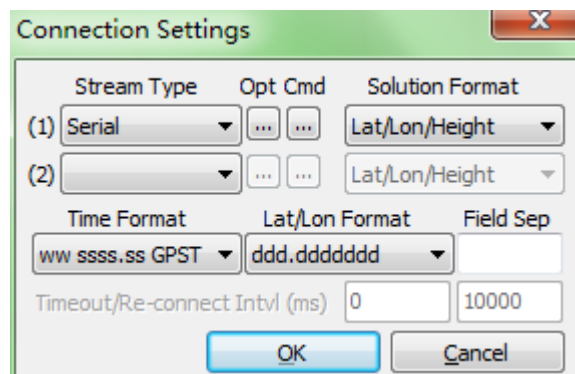 Connection Settings
Stream Type Opt Cmd Solution Format
(1) Serial ... ... Lat/Lon/Height
(2) ... ... Lat/Lon/Height
Time Format Lat/Lon Format Field Sep
ww ssss.ss GPST ddd.ddddddd
Timeout/Re-connect Intvl (ms) 0 10000
OK Cancel